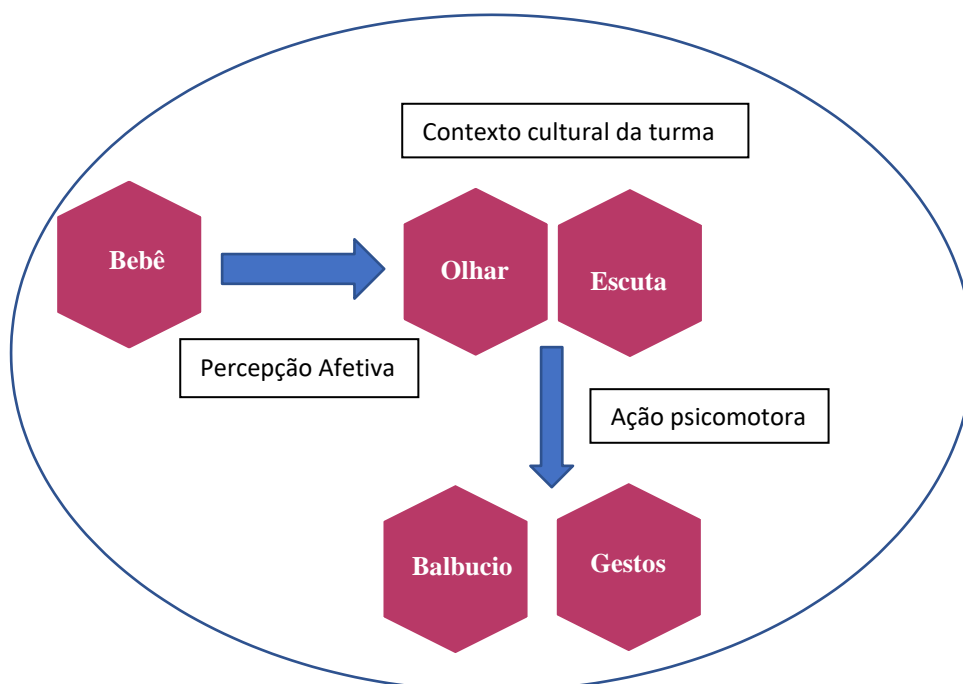 Contexto cultural da turma
Bebê
Olhar
Escuta
Percepção Afetiva
Ação psicomotora
Balbucio
Gestos